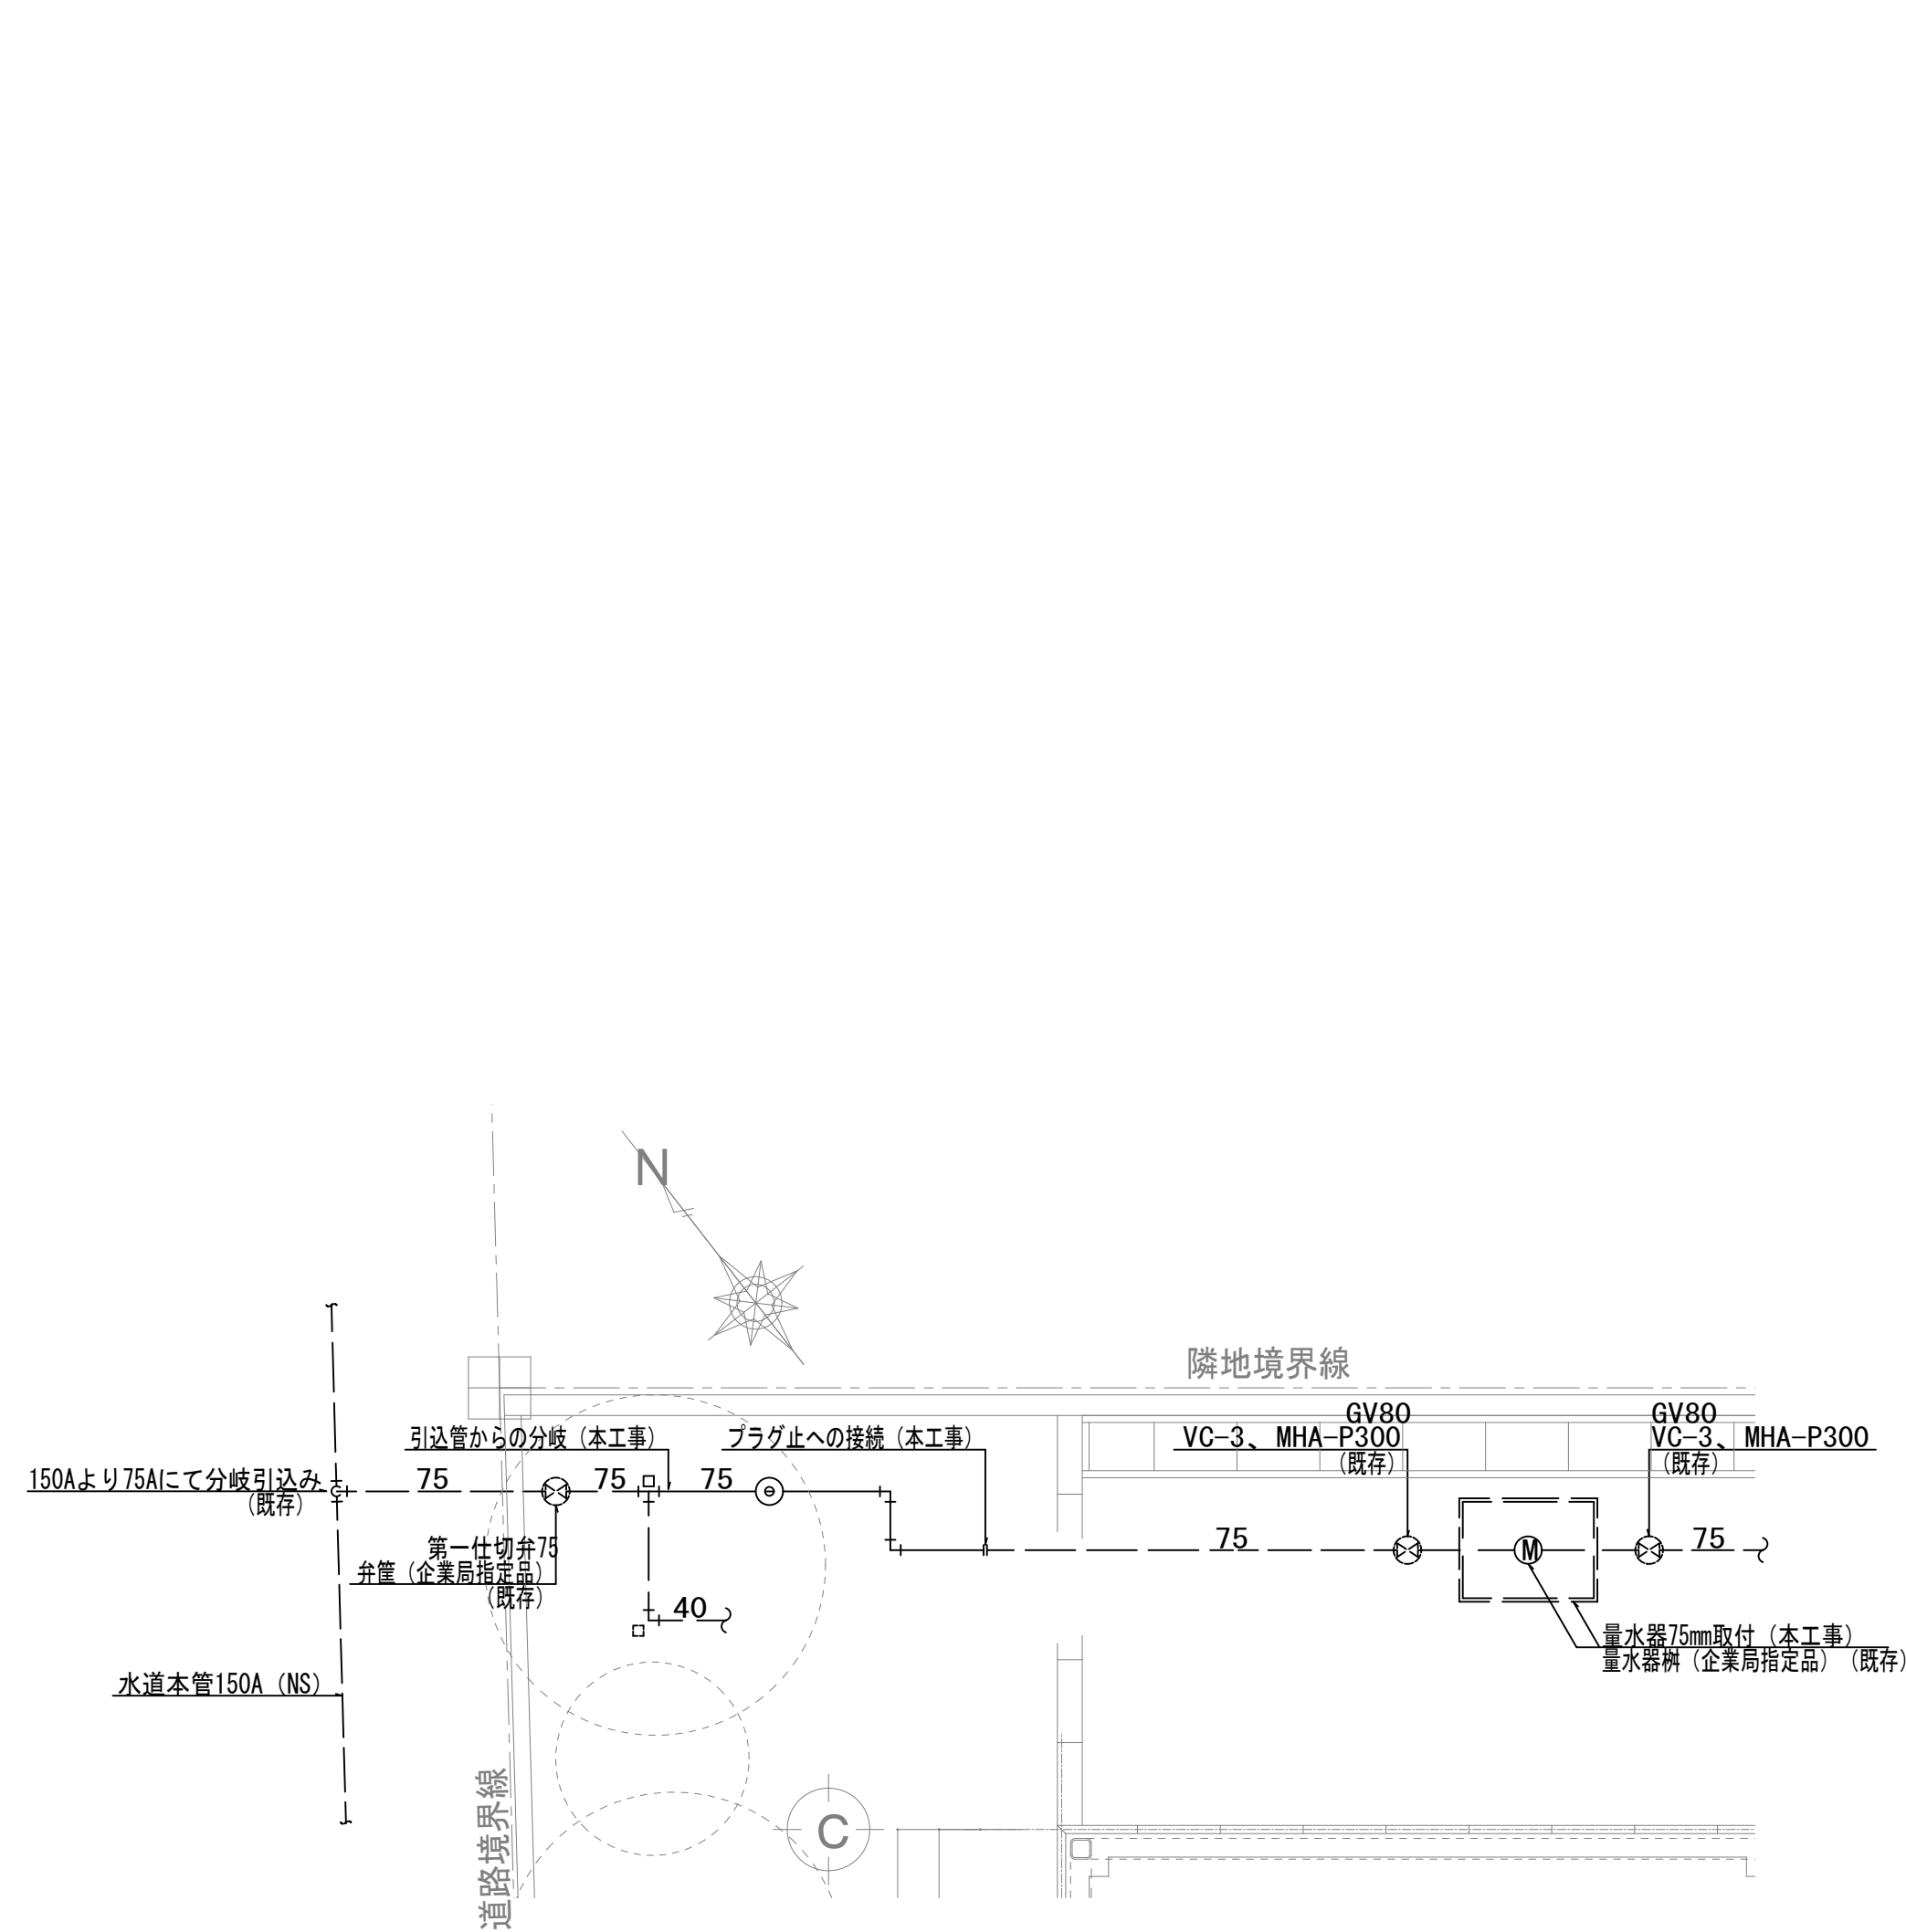 N
隣地境界線
GV80
VC-3、MHA-P300
(既存)
GV80
VC-3、MHA-P300
(既存)
引込管からの分岐(本工事)
プラグ止への接続(本工事)
150Aより75Aにて分岐引込み
(既存)
75
75
75
第一仕切弁75
弁筐(企業局指定品)
(既存)
75
M
75
40
量水器75mm取付(本工事)
量水器桝(企業局指定品)(既存)
水道本管150A(NS)
道路境界線
C